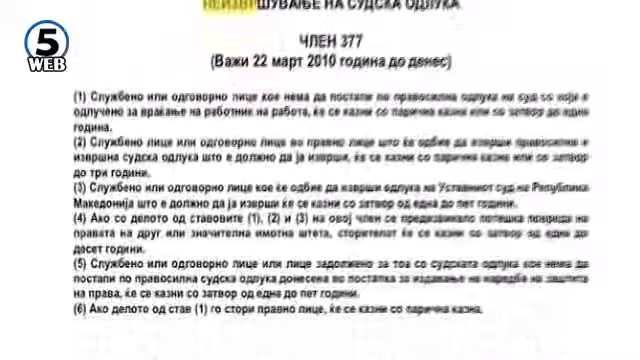 НЕИЗВРШУВАЊЕ НА СУДСКА ОДЛУКА
5
WEB
ЧЛЕН 377
(Важи 22 март 2010 година до денес)
(1) Службено или одговорно лице кое нема да постапи по правосилна одлука на суд со која е
одлучено за враќање на работник на работа, ќе се казни со парична казна или со затвор до една
година.
(2) Службено лице или одговорно лице во правно лице што ќе одбие да изврши правосилна и
извршна судска одлука што е должно да ја изврши, ќе се казни со парична казна или со затвор
до три години.
(3) Службено или одговорно лице кое ќе одбие да изврши одлука на Уставниот суд на Република
Македонија што е должно да ја изврши ќе се казни со затвор од една до пет години.
(4) Ако со делото од ставовите (1), (2) и (3) на овој член се предизвикало потешка повреда на
правата на друг или значителна имотна штета, сторителот ќе се казни со затвор од една до
десет години.
(5) Службено или одговорно лице или лице задолжено за тоа со судската одлука кое нема да
постапи по правосилна судска одлука донесена во постапка за издавање на наредба на заштита
на права, ќе се казни со затвор од една до пет години.
(6) Ако делото од став (1) го стори правно лице, ќе се казни со парична казна.